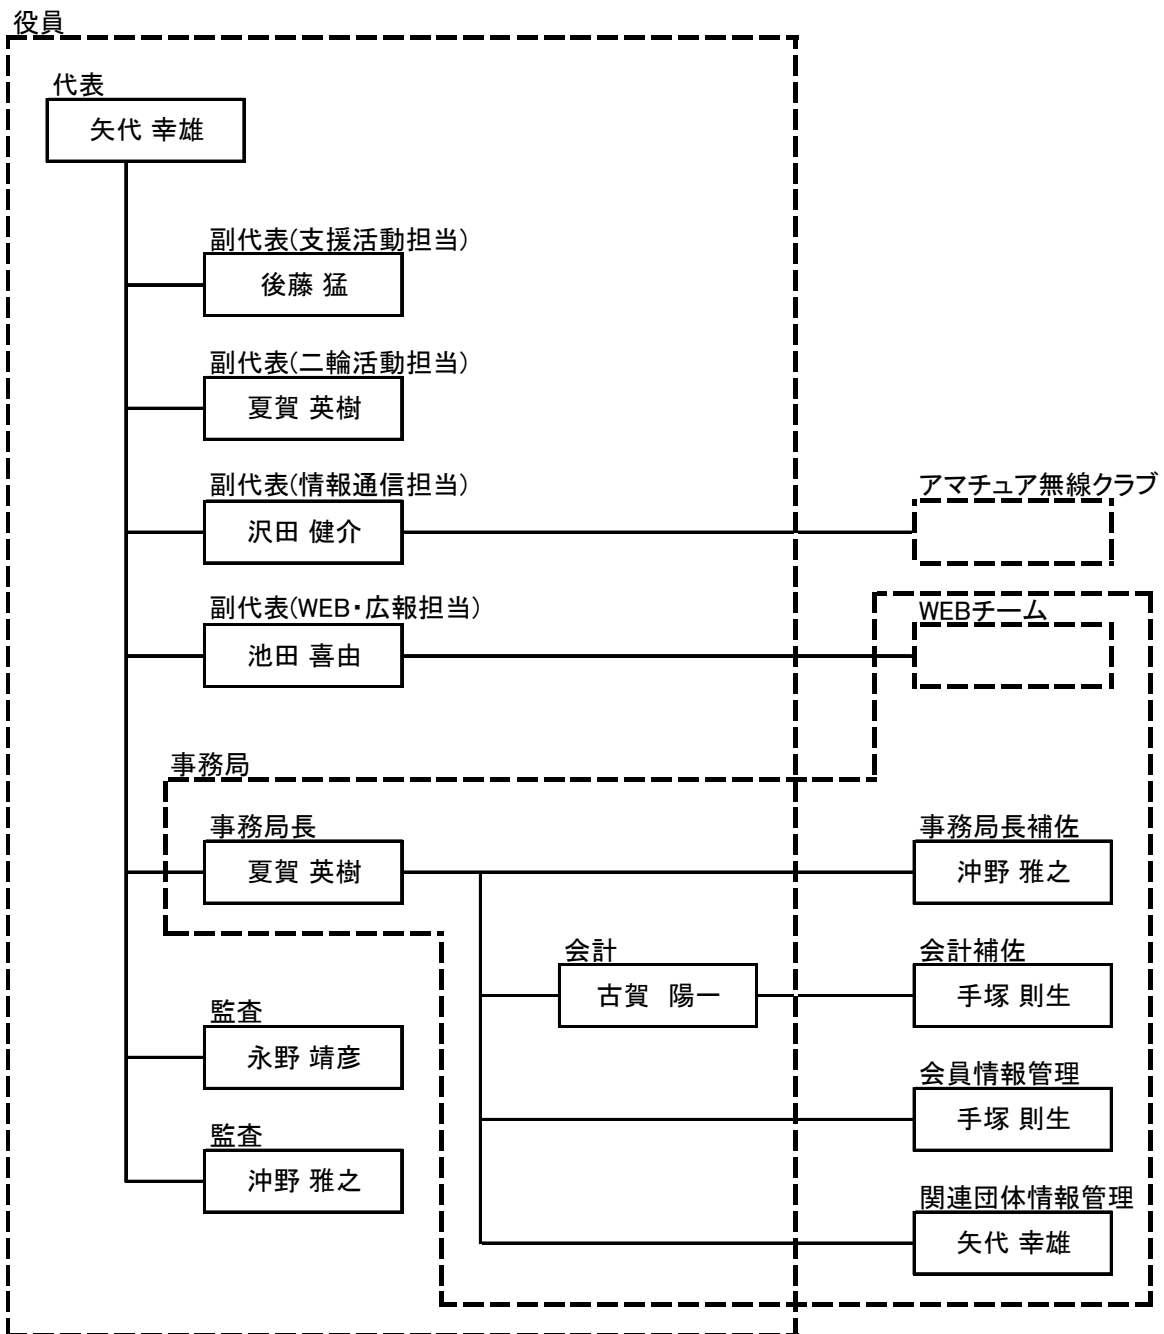 役員
代表
矢代 幸雄
副代表(支援活動担当)
後藤 猛
副代表(二輪活動担当)
夏賀 英樹
副代表(情報通信担当)
沢田 健介
アマチュア無線クラブ
副代表(WEB・広報担当)
池田 喜由
WEBチーム
事務局
事務局長
夏賀 英樹
事務局長補佐
沖野 雅之
会計
古賀　陽一
会計補佐
手塚 則生
監査
永野 靖彦
会員情報管理
手塚 則生
監査
沖野 雅之
関連団体情報管理
矢代 幸雄